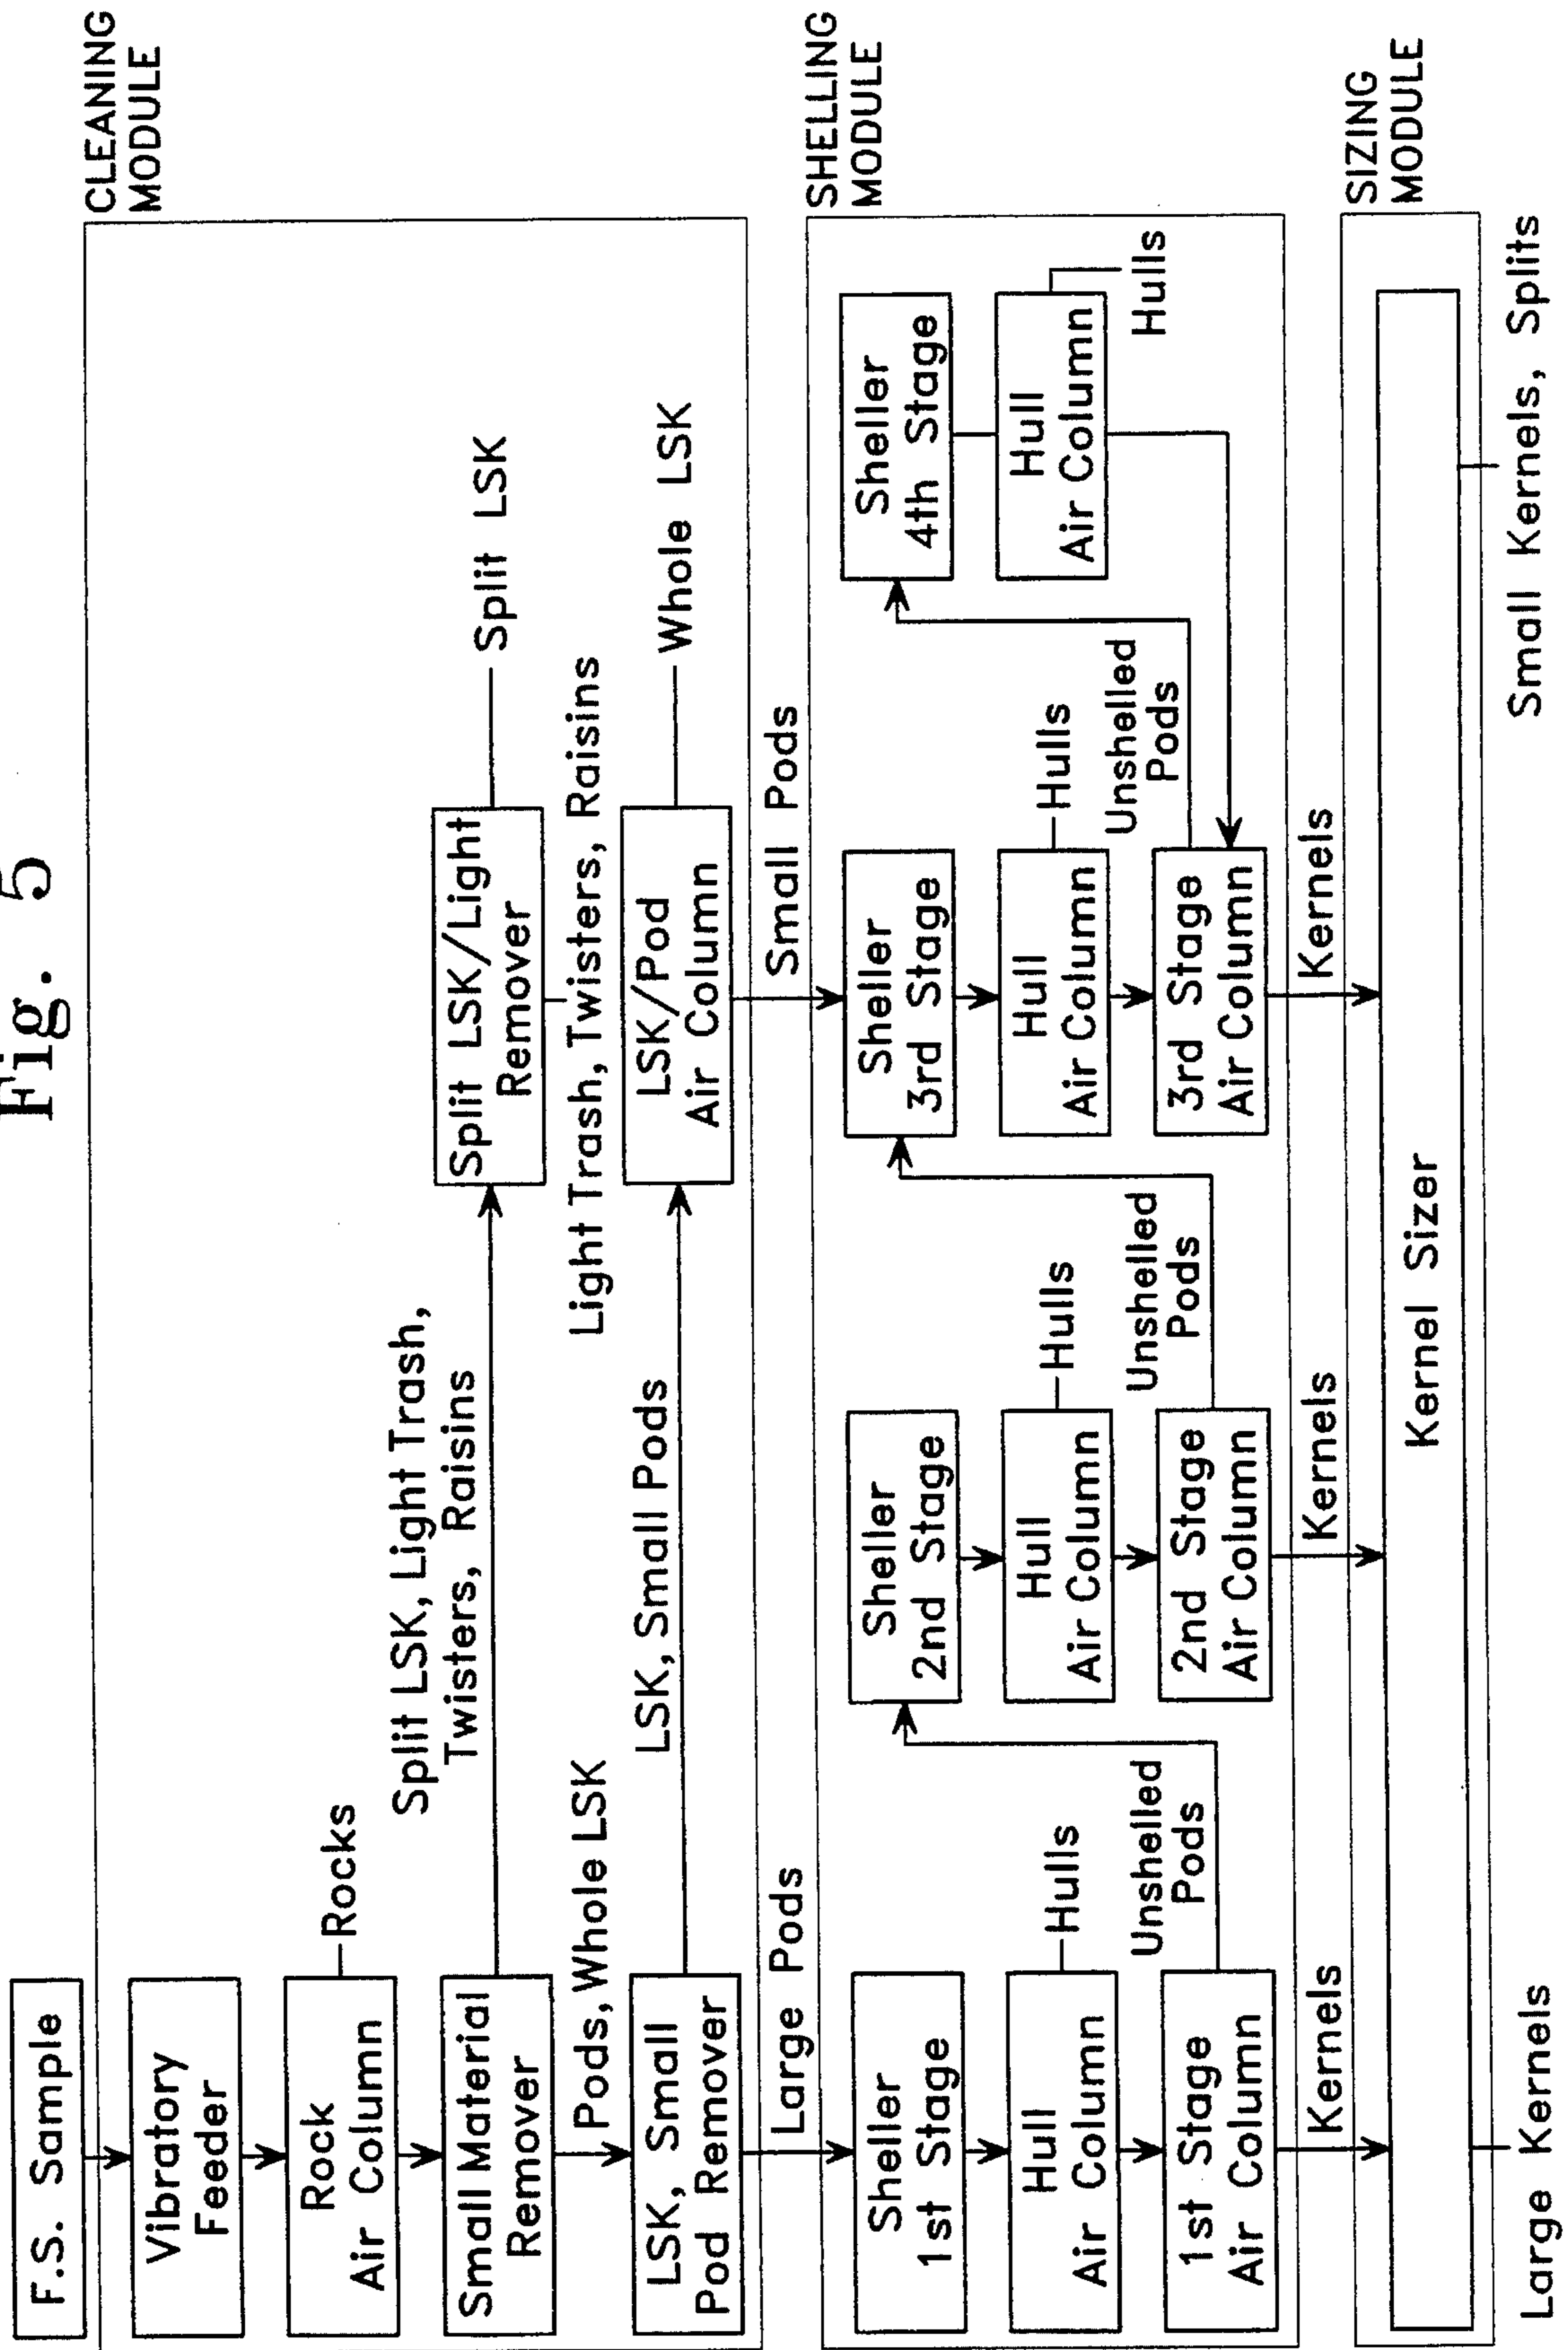 Fig. 5
CLEANING
MODULE
F.S. Sample
Vibratory
Feeder
Rock
Air Column
Rocks
Small Material
Remover
Split LSK, Light Trash,
Twisters, Raisins
Split LSK/Light
Remover
Split LSK
Pods, Whole LSK
Light Trash, Twisters, Raisins
LSK, Small
Pod Remover
LSK, Small Pods
LSK/Pod
Air Column
Whole LSK
Large Pods
Small Pods
SHELLING
MODULE
Sheller
1st Stage
Hull
Air Column
Hulls
1st Stage
Air Column
Unshelled
Pods
Kernels
Sheller
2nd Stage
Hull
Air Column
Hulls
2nd Stage
Air Column
Unshelled
Pods
Kernels
Sheller
3rd Stage
Hull
Air Column
Hulls
3rd Stage
Air Column
Unshelled
Pods
Kernels
Sheller
4th Stage
Hull
Air Column
Hulls
SIZING
MODULE
Kernel Sizer
Large Kernels
Small Kernels, Splits